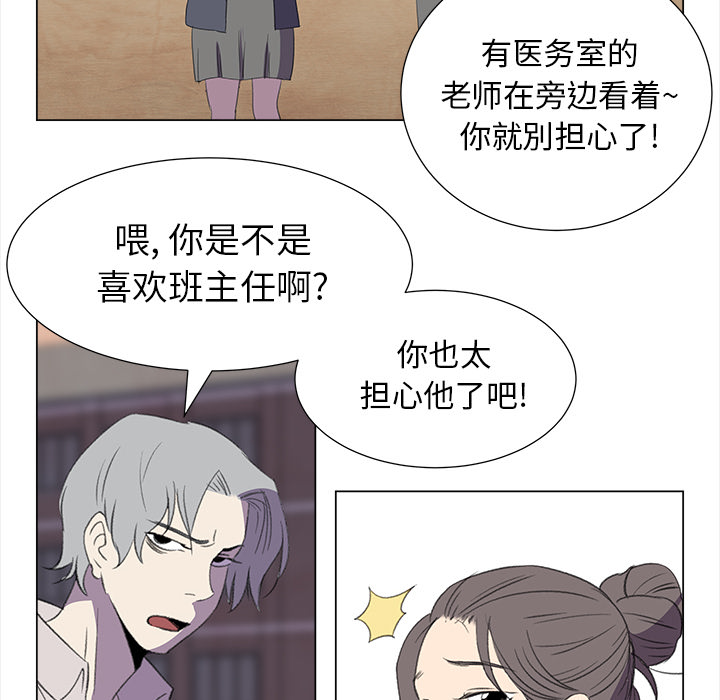 有医务室的
老师在旁边看着~
你就別担心了!
喂, 你是不是
喜欢班主任啊?
你也太
担心他了吧!